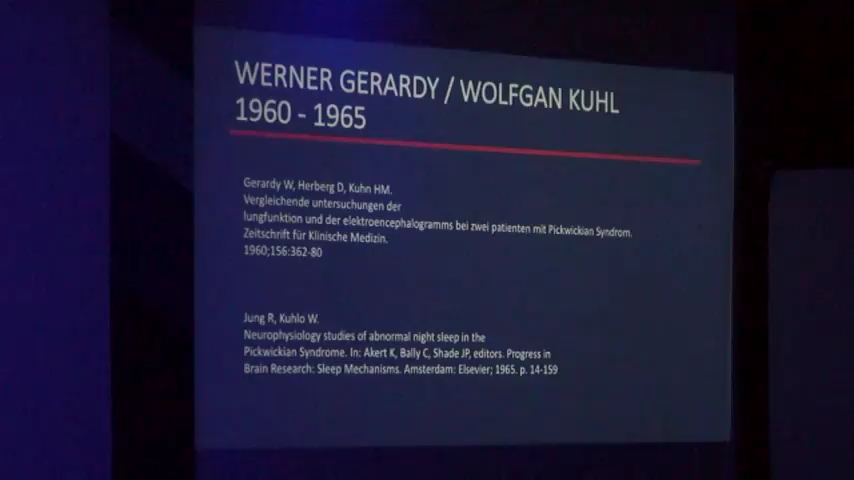 WERNER GERARDY / WOLFGAN KUHL
1960 - 1965
Gerardy W, Herberg D, Kuhn HM.
Vergleichende untersuchungen der
lungfunktion und der elektroencephalogramms bei zwei patienten mit Pickwickian Syndrom.
Zeitschrift für Klinische Medizin.
1960;156:362-80
Jung R, Kuhlo W.
Neurophysiology studies of abnormal night sleep in the
Pickwickian Syndrome. In: Akert K, Bally C, Shade JP, editors. Progress in
Brain Research: Sleep Mechanisms. Amsterdam: Elsevier; 1965. p. 14-159